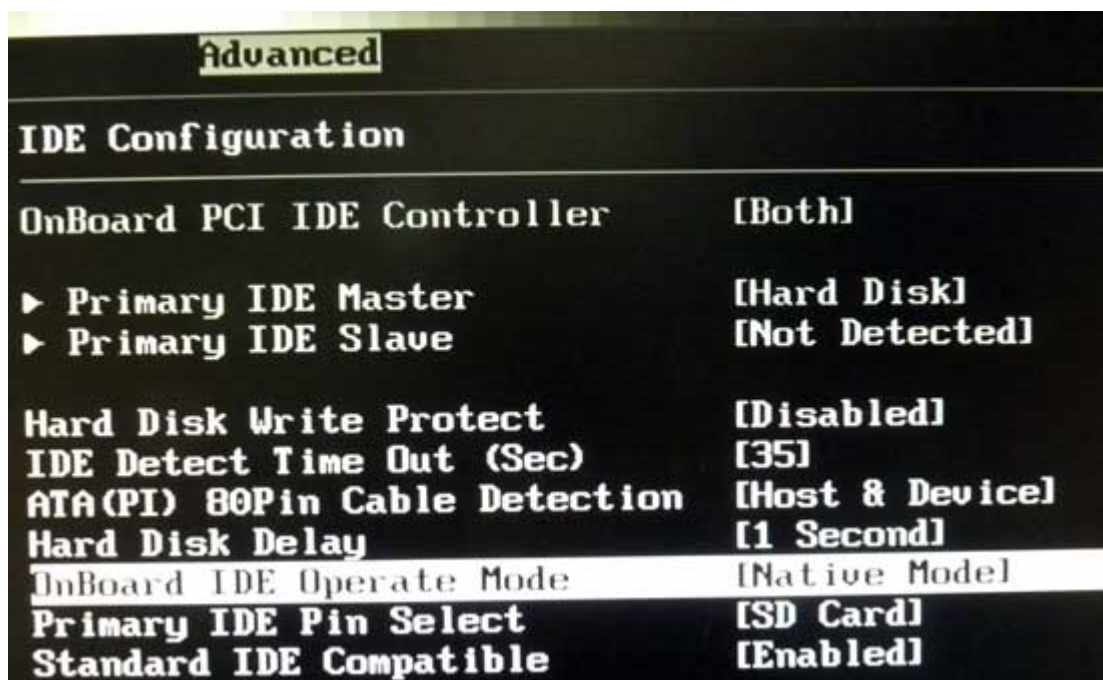 Advanced
IDE Configuration
OnBoard PCI IDE Controller [Both]
▶ Primary IDE Master [Hard Disk]
▶ Primary IDE Slave [Not Detected]
Hard Disk Write Protect [Disabled]
IDE Detect Time Out (Sec) [35]
ATA(PI) 80Pin Cable Detection [Host & Device]
Hard Disk Delay [1 Second]
OnBoard IDE Operate Mode [Native Mode]
Primary IDE Pin Select [SD Card]
Standard IDE Compatible [Enabled]